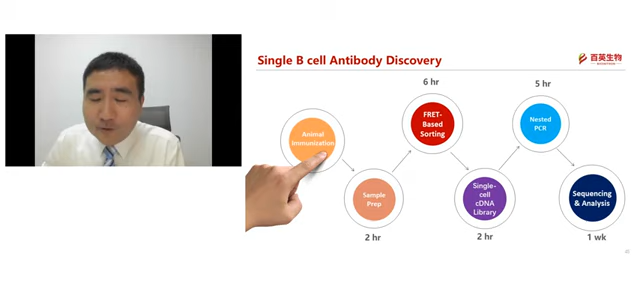 Single B cell Antibody Discovery
百英生物
6 hr
5 hr
FRET-
Based
Sorting
Nested
PCR
Animal
Immunization
Sample
Prep
Single-
cell
cDNA
Library
Sequencing
& Analysis
2 hr
2 hr
1 wk